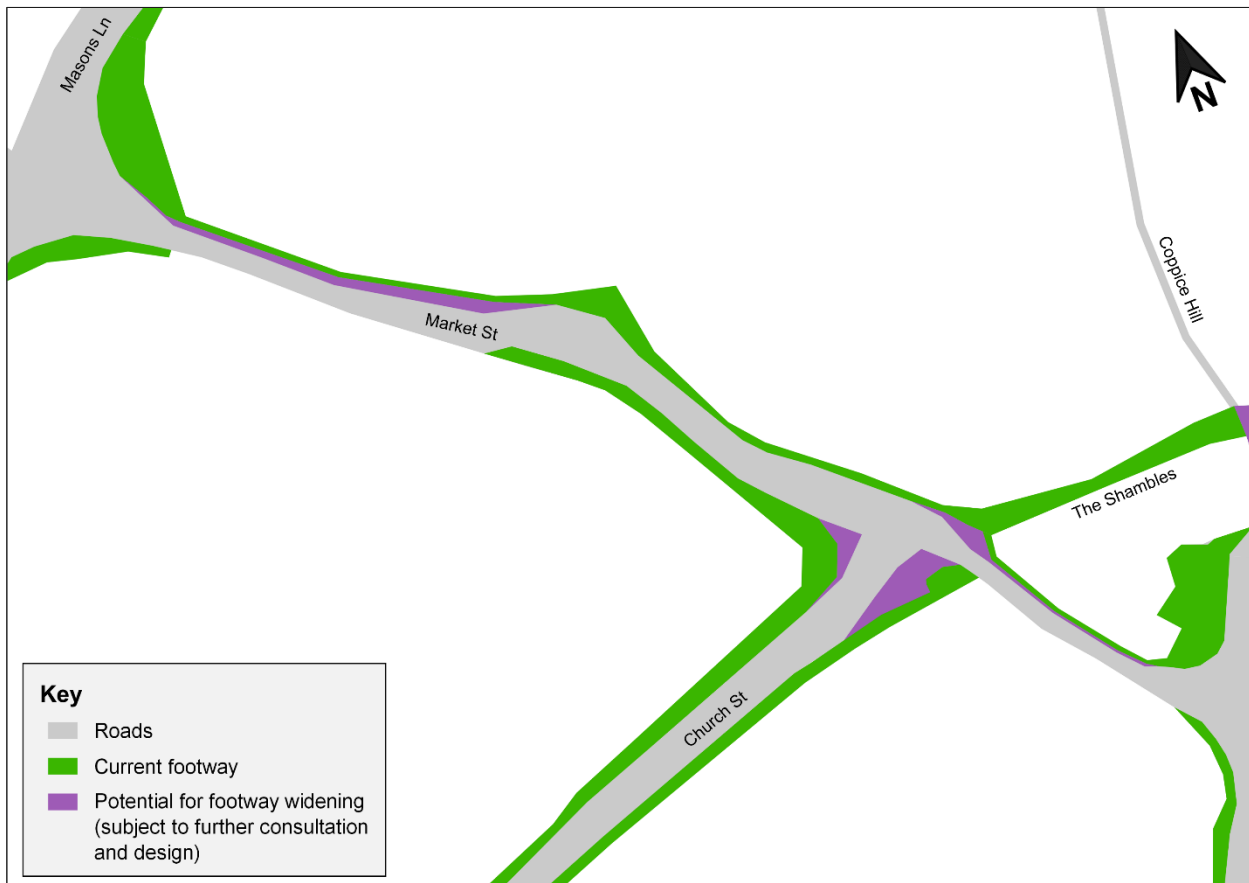 Masons Ln
N
Coppice Hill
Market St
The Shambles
Church St
Key
Roads
Current footway
Potential for footway widening
(subject to further consultation
and design)